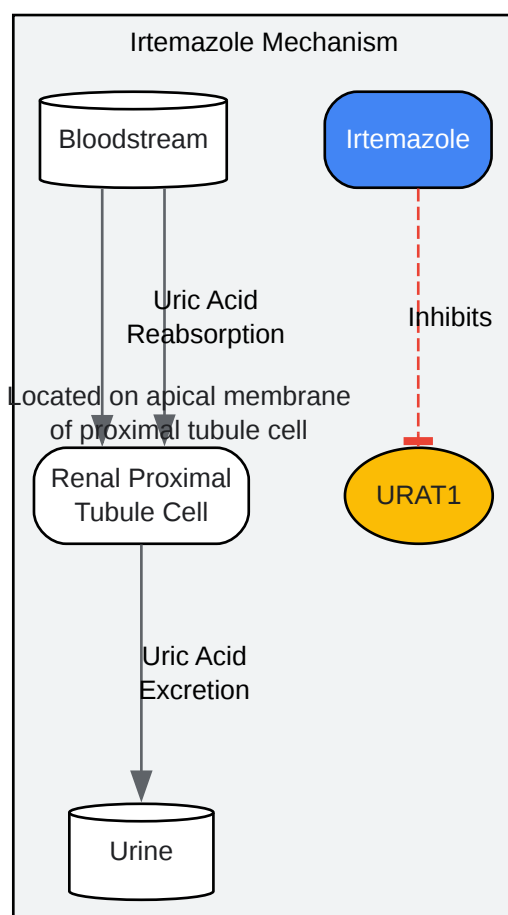 Irtemazole Mechanism
Bloodstream
Irtemazole
Uric Acid
Reabsorption
Inhibits
Located on apical membrane
of proximal tubule cell
Renal Proximal
Tubule Cell
URAT1
Uric Acid
Excretion
Urine